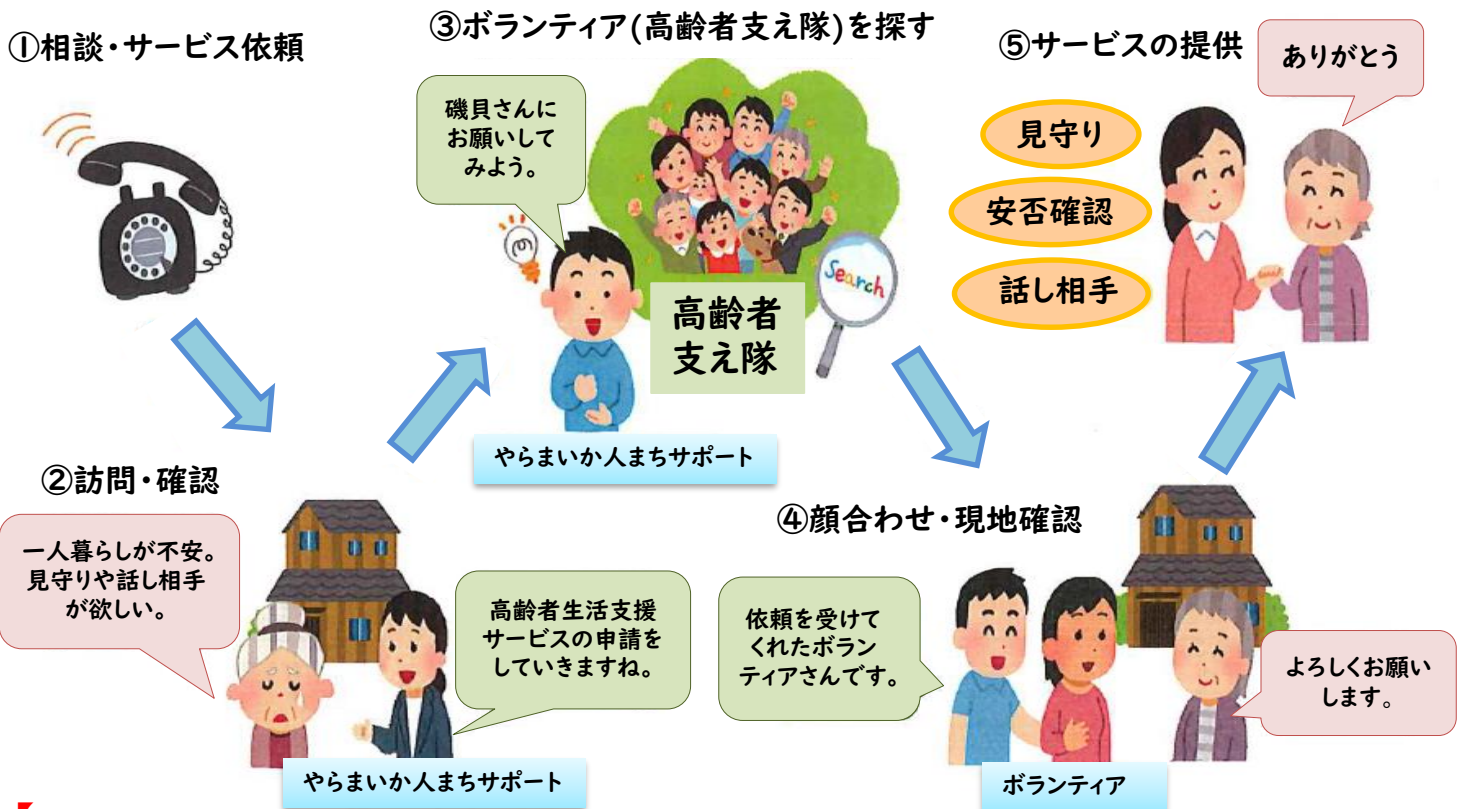 ①相談・サービス依頼
②訪問・確認
一人暮らしが不安。
見守りや話し相手
が欲しい。
高齢者生活支援
サービスの申請を
していきますね。
やらまいか人まちサポート
③ボランティア(高齢者支え隊)を探す
磯貝さんに
お願いして
みよう。
Search
高齢者
支え隊
やらまいか人まちサポート
④顔合わせ・現地確認
依頼を受けて
くれたボラン
ティアさんです。
よろしくお願い
します。
ボランティア
⑤サービスの提供
ありがとう
見守り
安否確認
話し相手